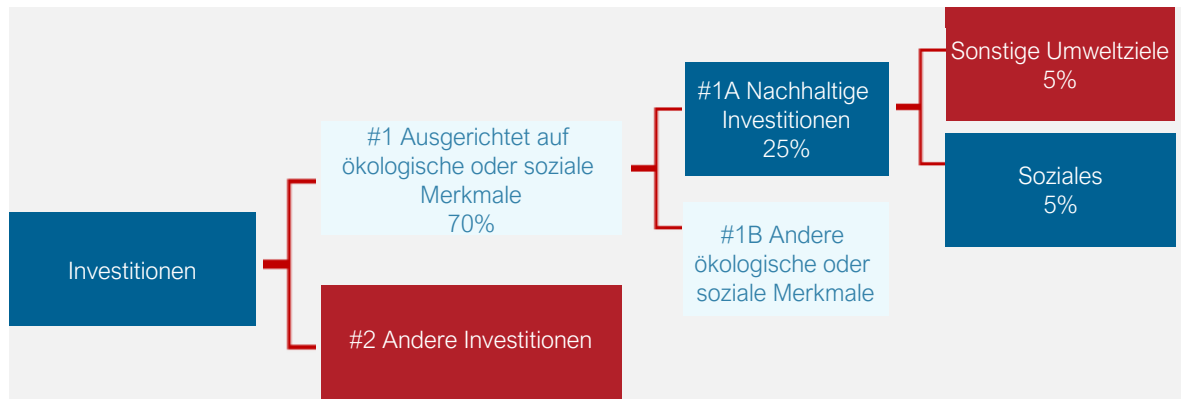 Investitionen
#1 Ausgerichtet auf
ökologische oder soziale
Merkmale
70%
#2 Andere Investitionen
#1A Nachhaltige
Investitionen
25%
#1B Andere
ökologische oder
soziale Merkmale
Sonstige Umweltziele
5%
Soziales
5%